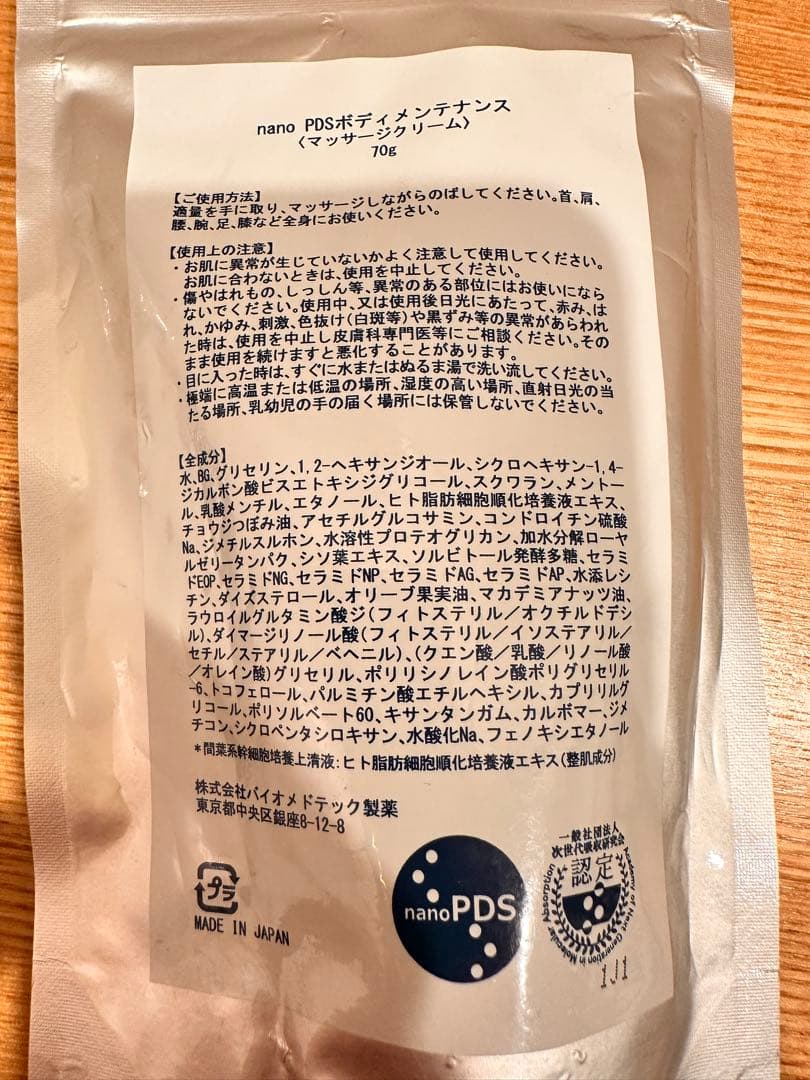 nano PDSボディメンテナンス
〈マッサージクリーム〉
70g
【ご使用方法】
適量を手に取り、マッサージしながらのばしてください。首、肩、
腰、腕、足、膝など全身にお使いください。
【使用上の注意】
・お肌に異常が生じていないかよく注意して使用してください。
お肌に合わないときは、使用を中止してください。
・傷やはれもの、しっしん等、異常のある部位にはお使いになら
ないでください。使用中、又は使用後日光にあたって、赤み、は
れ、かゆみ、刺激、色抜け(白斑等)や黒ずみ等の異常があらわれ
た時は、使用を中止し皮膚科専門医等にご相談ください。その
まま使用を続けますと悪化することがあります。
・目に入った時は、すぐに水またはぬるま湯で洗い流してください。
・極端に高温または低温の場所、湿度の高い場所、直射日光の当
たる場所、乳幼児の手の届く場所には保管しないでください。
【全成分】
水、BG、グリセリン、1,2-ヘキサンジオール、シクロヘキサン-1,4-
ジカルボン酸ビスエトキシジグリコール、スクワラン、メントー
ル、乳酸メンチル、エタノール、ヒト脂肪細胞順化培養液エキス、
チョウジつぼみ油、アセチルグルコサミン、コンドロイチン硫酸
Na、ジメチルスルホン、水溶性プロテオグリカン、加水分解ローヤ
ルゼリータンパク、シソ葉エキス、ソルビトール発酵多糖、セラミ
ドEOP、セラミドNG、セラミドNP、セラミドAG、セラミドAP、水添レシ
チン、ダイズステロール、オリーブ果実油、マカデミアナッツ油、
ラウロイルグルタミン酸ジ(フィトステリル/オクチルドデシ
ル)、ダイマージリノール酸(フィトステリル/イソステアリル/
セチル/ステアリル/ベヘニル)、(クエン酸/乳酸/リノール酸
/オレイン酸)グリセリル、ポリリシノレイン酸ポリグリセリル
-6、トコフェロール、パルミチン酸エチルヘキシル、カプリリルグ
リコール、ポリソルベート60、キサンタンガム、カルボマー、ジメ
チコン、シクロペンタシロキサン、水酸化Na、フェノキシエタノール
*間葉系幹細胞培養上清液：ヒト脂肪細胞順化培養液エキス(整肌成分)
株式会社バイオメドテック製薬
東京都中央区銀座8-12-8
プラ
MADE IN JAPAN
nanoPDS
一般社団法人
次世代吸収研究会
認定
Academy of Next Generation in Molecular Absorption
1J1